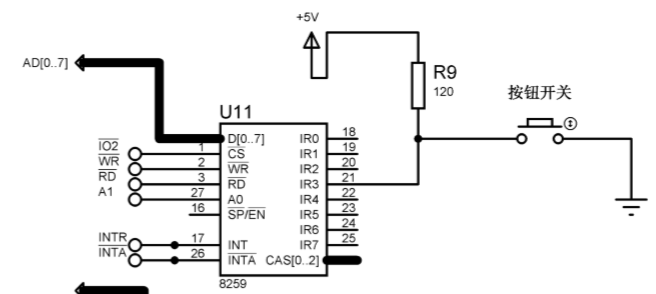 +5V
AD[0..7]
R9
120
按钮开关
U11
D[0..7] IR0 18
IO2 1 CS IR1 19
WR 2 WR IR2 20
RD 3 RD IR3 21
A1 27 A0 IR4 22
16 SP/EN IR5 23
IR6 24
INTR 17 INT IR7 25
INTA 26 INTA CAS[0..2]
8259